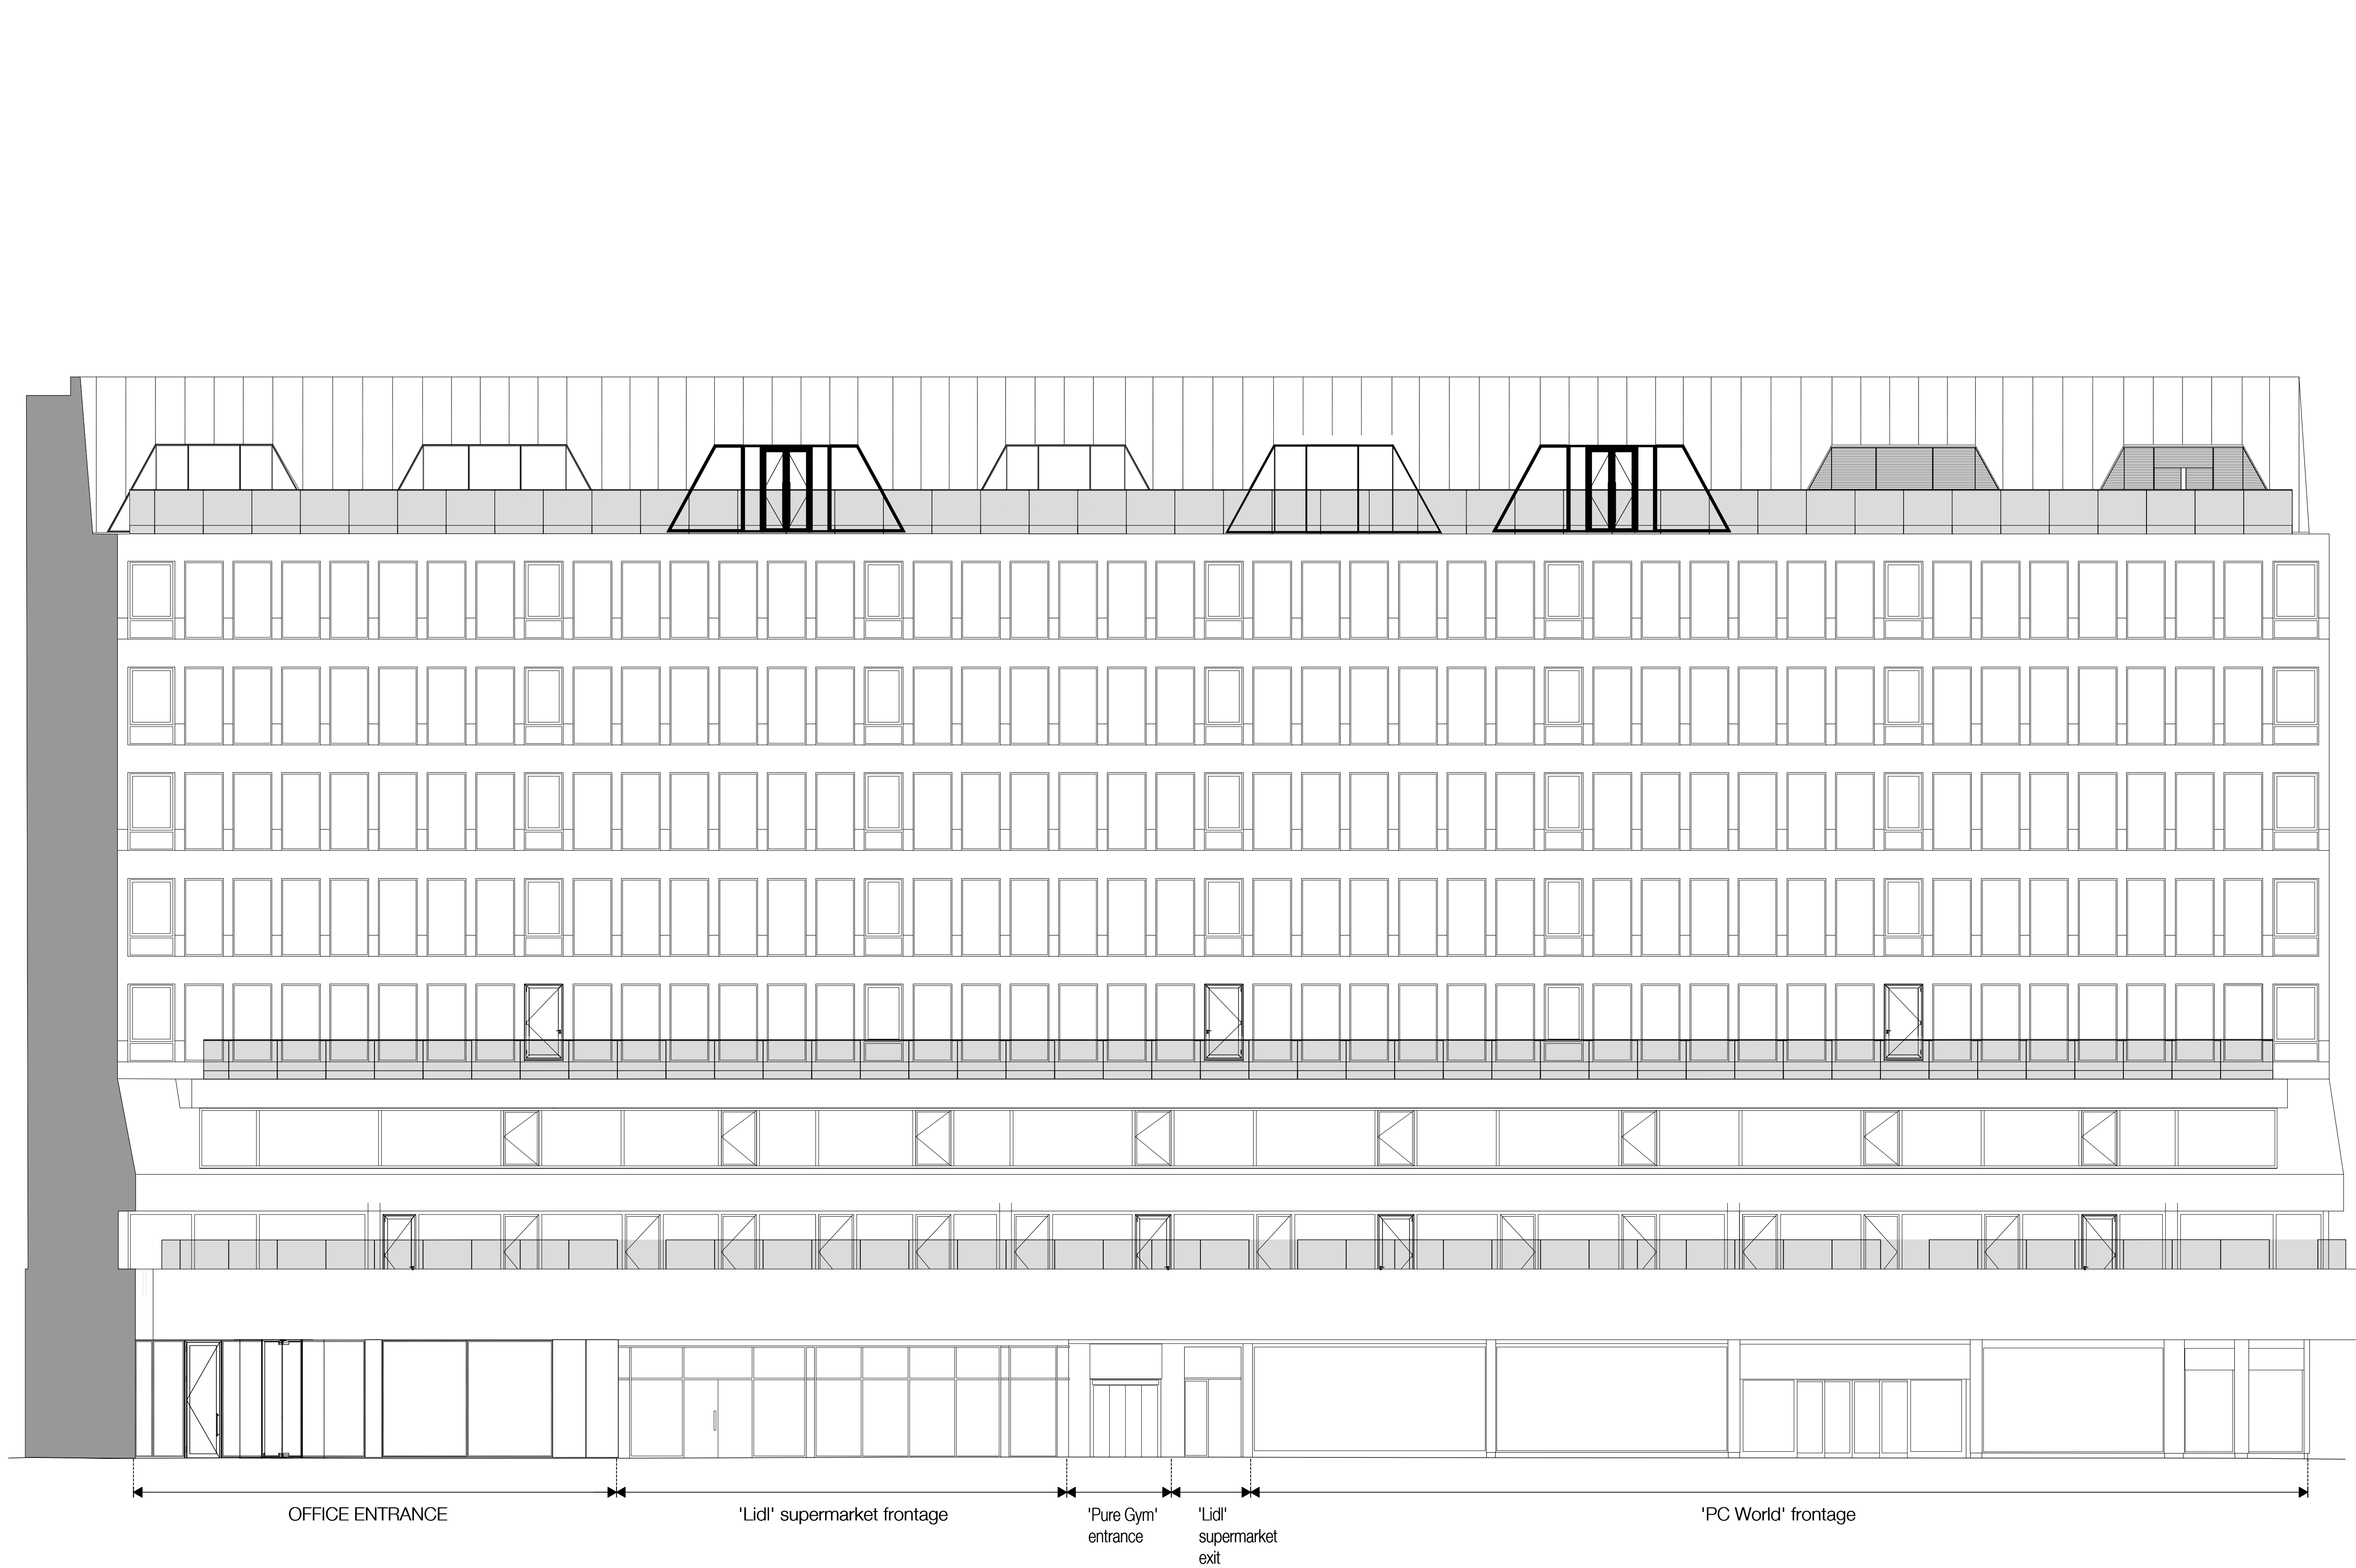 OFFICE ENTRANCE
'Lidl' supermarket frontage
'Pure Gym'
entrance
'Lidl'
supermarket
exit
'PC World' frontage